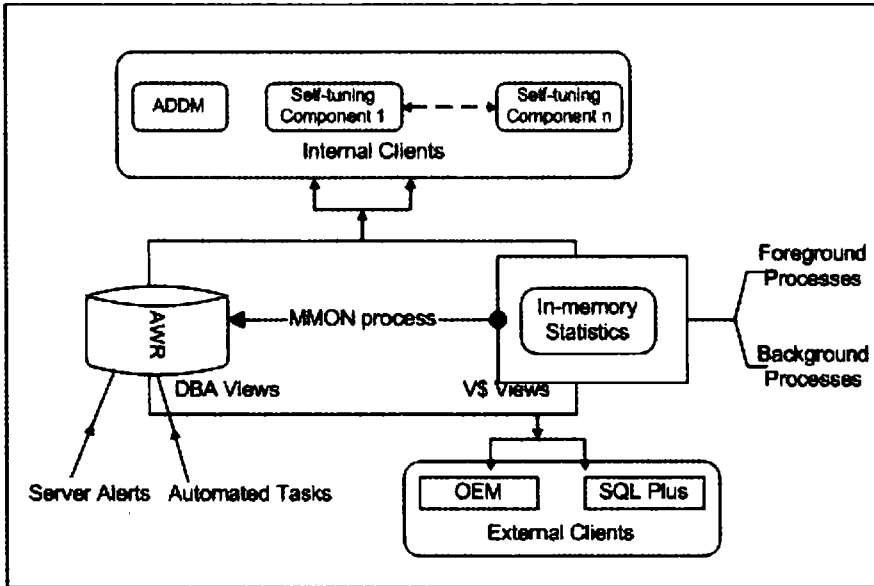 ADDM
Self-tuning
Component 1
Self-tuning
Component n
Internal Clients
Foreground
Processes
In-memory
Statistics
MMON process
AWR
Background
Processes
DBA Views
V$ Views
Server Alerts
Automated Tasks
OEM
SQL Plus
External Clients